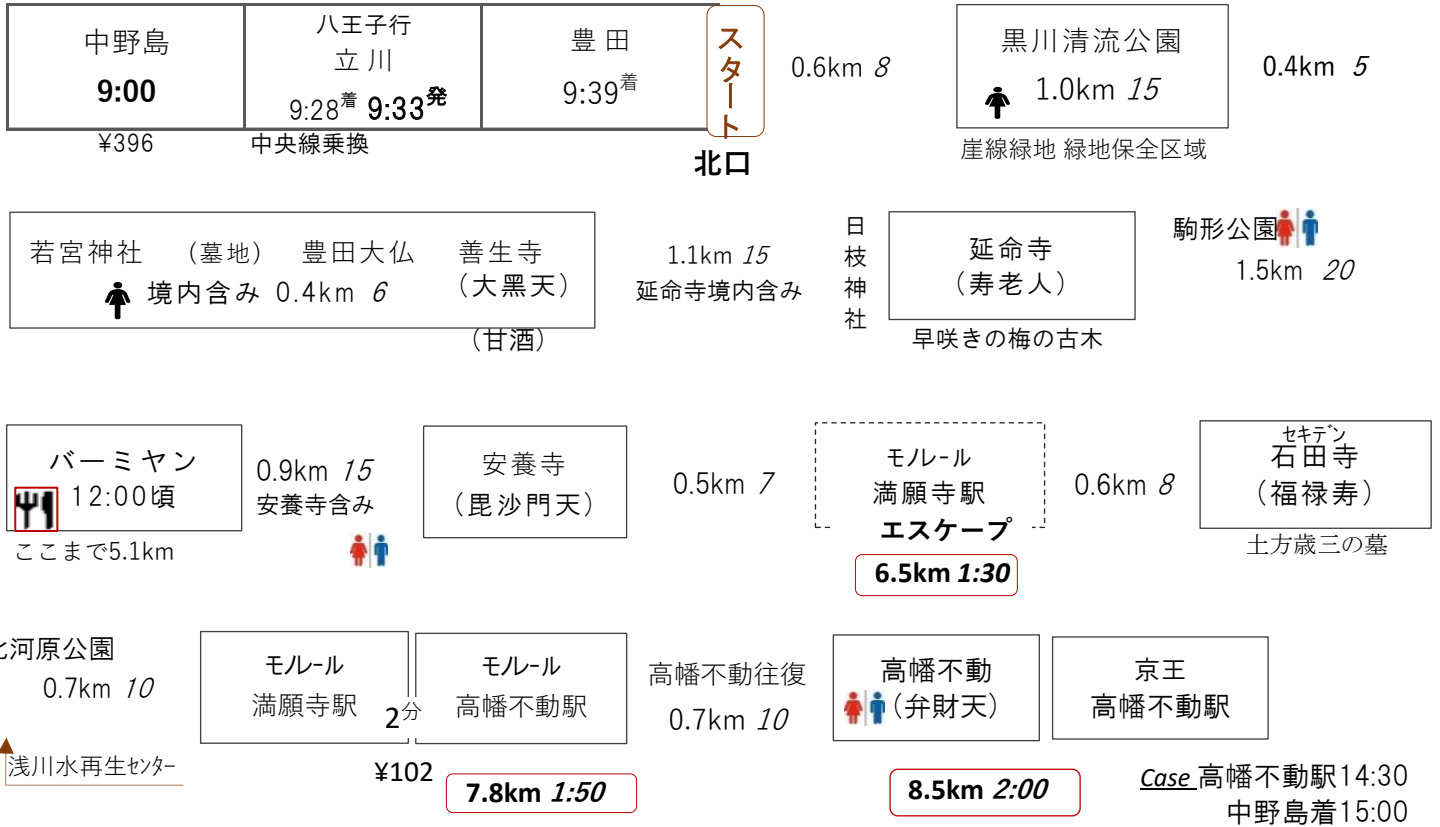 中野島
9:00
八王子行
立川
9:28着 9:33発
豊田
9:39着
スタート
北口
¥396
中央線乗換
0.6km 8
黒川清流公園
1.0km 15
崖線緑地 緑地保全区域
0.4km 5
若宮神社 (墓地) 豊田大仏 善生寺
境内含み 0.4km 6 (大黒天)
(甘酒)
1.1km 15
延命寺境内含み
日枝神社
延命寺
(寿老人)
早咲きの梅の古木
駒形公園
1.5km 20
バーミヤン
12:00頃
ここまで5.1km
0.9km 15
安養寺含み
安養寺
(毘沙門天)
0.5km 7
モノレール
満願寺駅
エスケープ
6.5km 1:30
0.6km 8
セキデン
石田寺
(福禄寿)
土方歳三の墓
北河原公園
0.7km 10
浅川水再生センター
モノレール
満願寺駅
2分
モノレール
高幡不動駅
¥102
7.8km 1:50
高幡不動往復
0.7km 10
高幡不動
(弁財天)
8.5km 2:00
京王
高幡不動駅
Case 高幡不動駅14:30
中野島着15:00